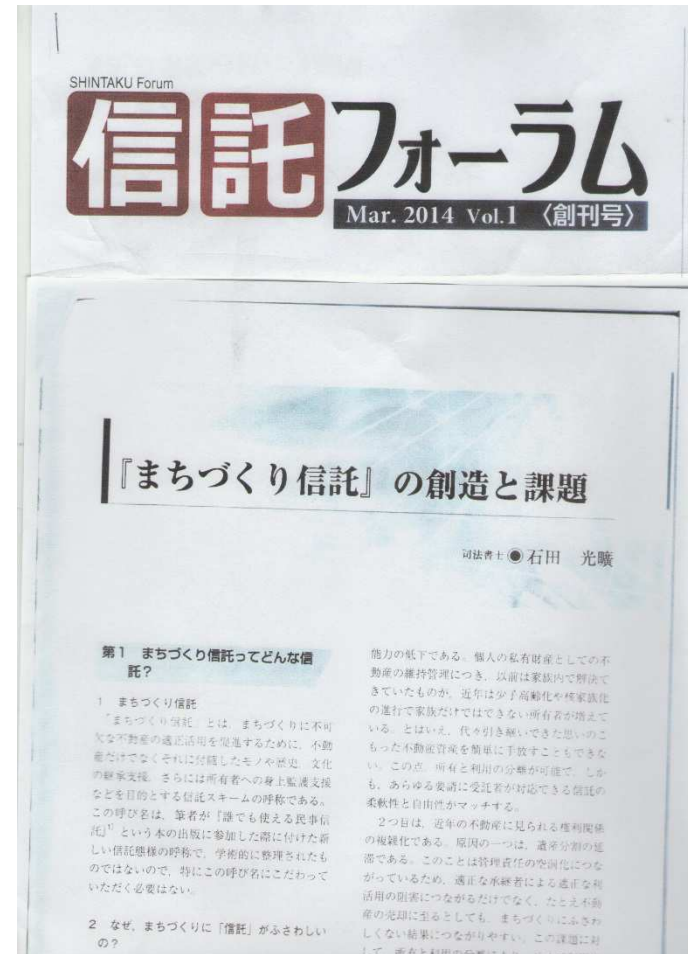 SHINTAKU Forum
信託フォーラム
Mar. 2014 Vol.1 〈創刊号〉
『まちづくり信託』の創造と課題
司法書士●石田 光曠
第1 まちづくり信託ってどんな信
託?
1 まちづくり信託
「まちづくり信託」とは、まちづくりに不可
欠な不動産の適正活用を促進するために、不動
産だけでなくそれに付随したモノや歴史、文化
の継承支援、さらには所有者への身上監護支援
などを目的とする信託スキームの呼称である。
この呼び名は、筆者が『誰でも使える民事信
託』1) という本の出版に参加した際に付けた新
しい信託態様の呼称で、学術的に整理されたも
のではないので、特にこの呼び名にこだわって
いただく必要はない。
2 なぜ、まちづくりに「信託」がふさわしい
の?
能力の低下である。個人の私有財産としての不
動産の維持管理につき、以前は家族内で解決で
きていたものが、近年は少子高齢化や核家族化
の進行で家族だけではできない所有者が増えて
いる。とはいえ、代々引き継いできた思いのこ
もった不動産資産を簡単に手放すこともできな
い。この点、所有と利用の分離が可能で、しか
も、あらゆる要請に受託者が対応できる信託の
柔軟性と自由性がマッチする。
2つ目は、近年の不動産に見られる権利関係
の複雑化である。原因の一つは、遺産分割の延
滞である。このことは管理責任の空洞化につな
がっているため、適正な承継者による適正な利
活用の阻害につながるだけでなく、たとえ不動
産の売却に至るとしても、まちづくりにふさわ
しくない結果につながりやすい。この課題に対